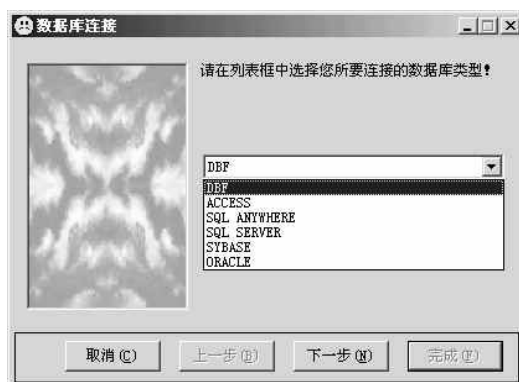 数据库连接
请在列表框中选择您所要连接的数据库类型!
DBF
DBF
ACCESS
SQL ANYWHERE
SQL SERVER
SYBASE
ORACLE
取消(C) 上一步(B) 下一步(N) 完成(F)